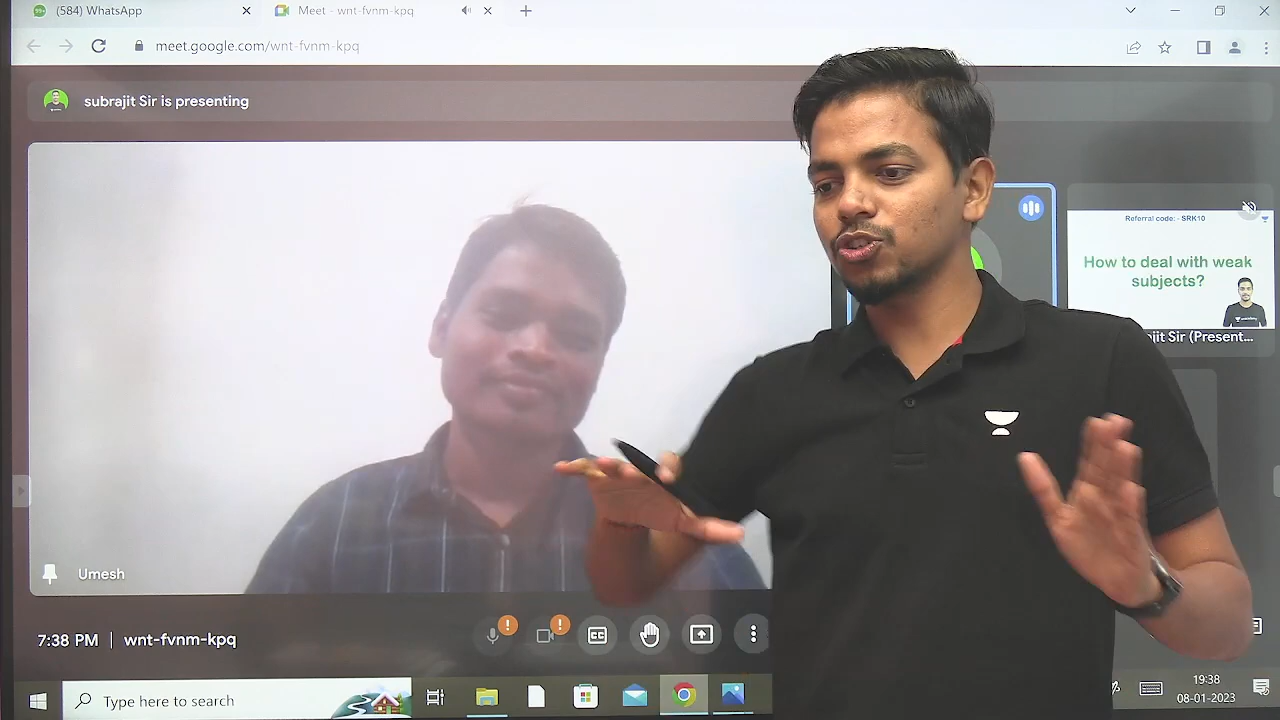 (584) WhatsApp
Meet - wnt-fvnm-kpq
meet.google.com/wnt-fvnm-kpq
subrajit Sir is presenting
Referral code: - SRK10
How to deal with weak
subjects?
jit Sir (Present...
Umesh
7:38 PM | wnt-fvnm-kpq
Type here to search
19:38
08-01-2023